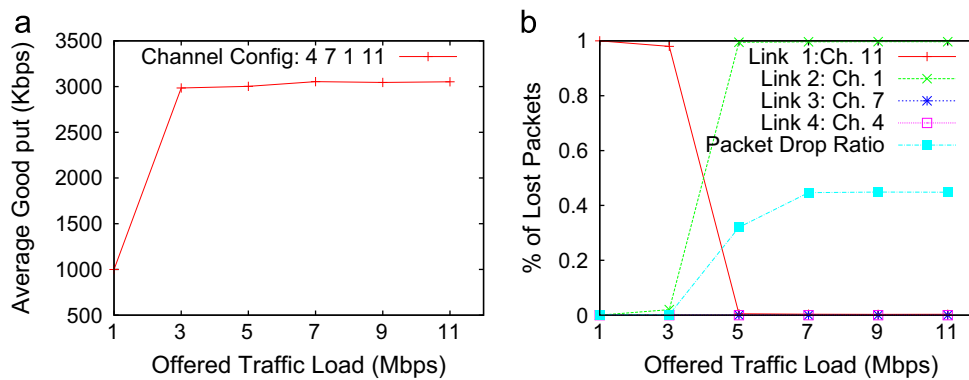 a
Average Good put (Kbps)
3500
3000
2500
2000
1500
1000
500
Channel Config: 4 7 1 11
1 3 5 7 9 11
Offered Traffic Load (Mbps)
b
% of Lost Packets
1
0.8
0.6
0.4
0.2
0
Link 1:Ch. 11
Link 2: Ch. 1
Link 3: Ch. 7
Link 4: Ch. 4
Packet Drop Ratio
1 3 5 7 9 11
Offered Traffic Load (Mbps)